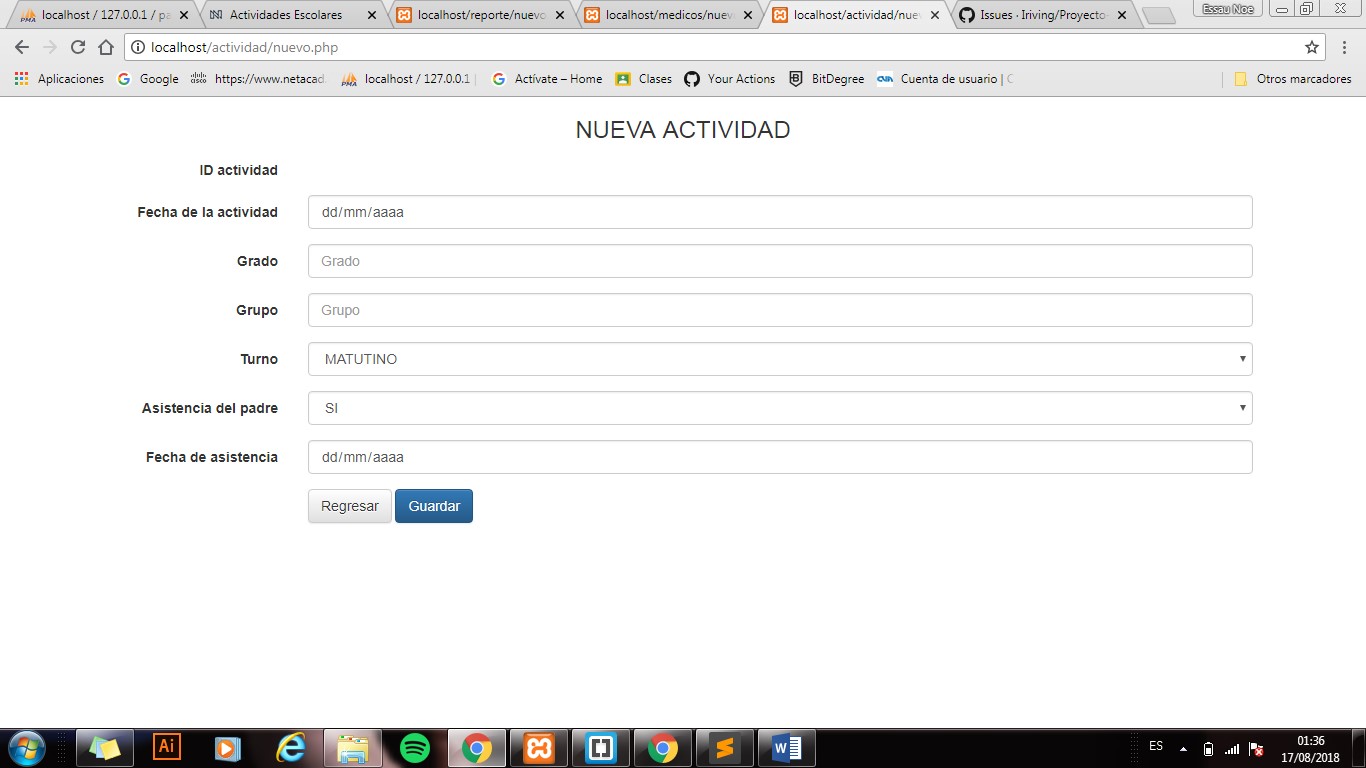 localhost / 127.0.0.1 / pa
Actividades Escolares
localhost/reporte/nuevo
localhost/medicos/nuev
localhost/actividad/nue
Issues · Iriving/Proyecto
Essau Noe
localhost/actividad/nuevo.php
Aplicaciones
Google
https://www.netacad.
localhost / 127.0.0.1
Actívate – Home
Clases
Your Actions
BitDegree
Cuenta de usuario | C
Otros marcadores
NUEVA ACTIVIDAD
ID actividad
Fecha de la actividad
dd/mm/aaaa
Grado
Grado
Grupo
Grupo
Turno
MATUTINO
Asistencia del padre
SI
Fecha de asistencia
dd/mm/aaaa
Regresar
Guardar
Ai
ES
01:36
17/08/2018